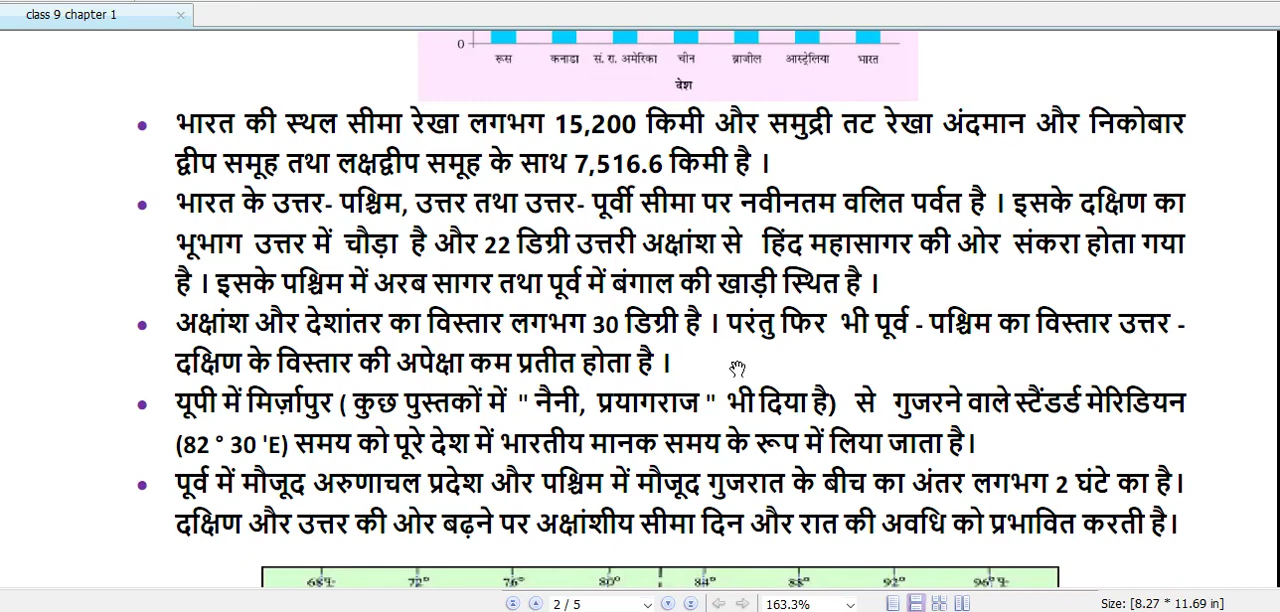 class 9 chapter 1
0
रूस कनाडा सं. रा. अमेरिका चीन ब्राजील आस्ट्रेलिया भारत
देश
• भारत की स्थल सीमा रेखा लगभग 15,200 किमी और समुद्री तट रेखा अंदमान और निकोबार
द्वीप समूह तथा लक्षद्वीप समूह के साथ 7,516.6 किमी है ।
• भारत के उत्तर- पश्चिम, उत्तर तथा उत्तर- पूर्वी सीमा पर नवीनतम वलित पर्वत है । इसके दक्षिण का
भूभाग उत्तर में चौड़ा है और 22 डिग्री उत्तरी अक्षांश से हिंद महासागर की ओर संकरा होता गया
है । इसके पश्चिम में अरब सागर तथा पूर्व में बंगाल की खाड़ी स्थित है ।
• अक्षांश और देशांतर का विस्तार लगभग 30 डिग्री है । परंतु फिर भी पूर्व - पश्चिम का विस्तार उत्तर -
दक्षिण के विस्तार की अपेक्षा कम प्रतीत होता है ।
• यूपी में मिर्ज़ापुर ( कुछ पुस्तकों में " नैनी, प्रयागराज " भी दिया है) से गुजरने वाले स्टैंडर्ड मेरिडियन
(82 ° 30 'E) समय को पूरे देश में भारतीय मानक समय के रूप में लिया जाता है।
• पूर्व में मौजूद अरुणाचल प्रदेश और पश्चिम में मौजूद गुजरात के बीच का अंतर लगभग 2 घंटे का है।
दक्षिण और उत्तर की ओर बढ़ने पर अक्षांशीय सीमा दिन और रात की अवधि को प्रभावित करती है।
68°पू 72° 76° 80° 84° 88° 92° 96°पू
2 / 5 163.3% Size: [8.27 * 11.69 in]